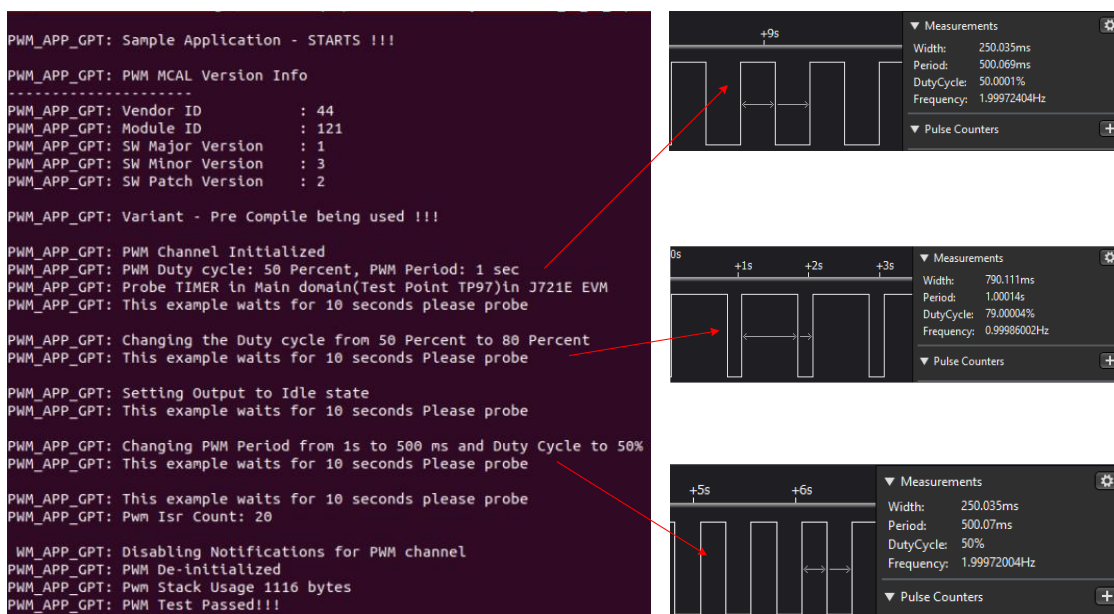 PWM_APP_GPT: Sample Application - STARTS !!!
PWM_APP_GPT: PWM MCAL Version Info
---------------------
PWM_APP_GPT: Vendor ID : 44
PWM_APP_GPT: Module ID : 121
PWM_APP_GPT: SW Major Version : 1
PWM_APP_GPT: SW Minor Version : 3
PWM_APP_GPT: SW Patch Version : 2
PWM_APP_GPT: Variant - Pre Compile being used !!!
PWM_APP_GPT: PWM Channel Initialized
PWM_APP_GPT: PWM Duty cycle: 50 Percent, PWM Period: 1 sec
PWM_APP_GPT: Probe TIMER in Main domain(Test Point TP97)in J721E EVM
PWM_APP_GPT: This example waits for 10 seconds please probe
PWM_APP_GPT: Changing the Duty cycle from 50 Percent to 80 Percent
PWM_APP_GPT: This example waits for 10 seconds Please probe
PWM_APP_GPT: Setting Output to Idle state
PWM_APP_GPT: This example waits for 10 seconds Please probe
PWM_APP_GPT: Changing PWM Period from 1s to 500 ms and Duty Cycle to 50%
PWM_APP_GPT: This example waits for 10 seconds Please probe
PWM_APP_GPT: This example waits for 10 seconds please probe
PWM_APP_GPT: Pwm Isr Count: 20
WM_APP_GPT: Disabling Notifications for PWM channel
PWM_APP_GPT: PWM De-initialized
PWM_APP_GPT: Pwm Stack Usage 1116 bytes
PWM_APP_GPT: PWM Test Passed!!!
+9s
Measurements
Width: 250.035ms
Period: 500.069ms
DutyCycle: 50.0001%
Frequency: 1.99972404Hz
Pulse Counters
0s +1s +2s +3s
Measurements
Width: 790.111ms
Period: 1.00014s
DutyCycle: 79.00004%
Frequency: 0.99986002Hz
Pulse Counters
+5s +6s
Measurements
Width: 250.035ms
Period: 500.07ms
DutyCycle: 50%
Frequency: 1.99972004Hz
Pulse Counters